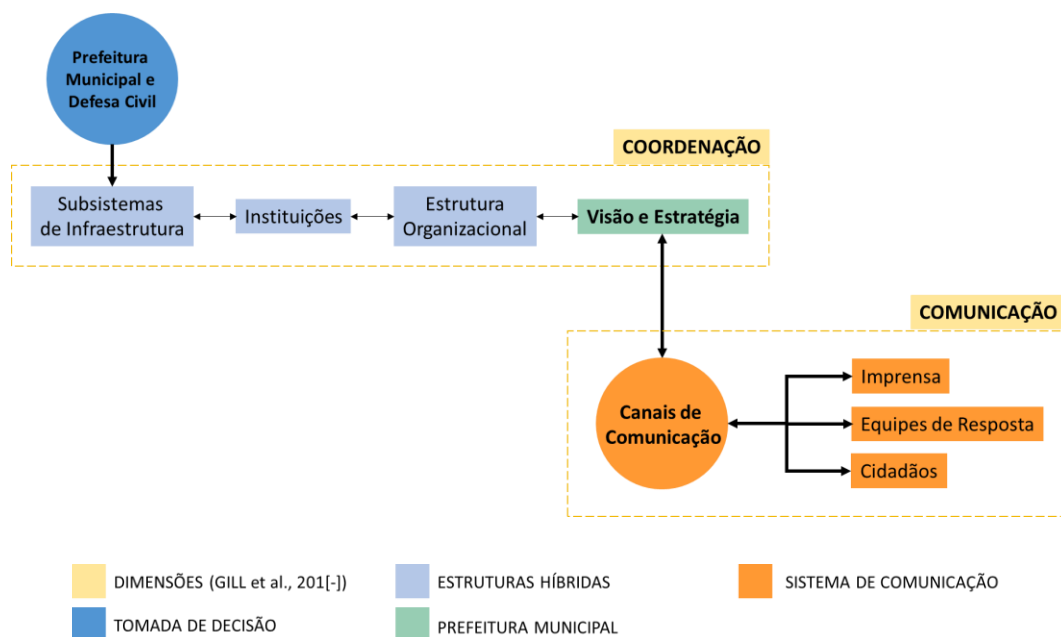 Prefeitura
Municipal e
Defesa Civil
COORDENAÇÃO
Subsistemas
de Infraestrutura
Instituições
Estrutura
Organizacional
Visão e Estratégia
COMUNICAÇÃO
Canais de
Comunicação
Imprensa
Equipes de Resposta
Cidadãos
DIMENSÕES (GILL et al., 201[-])
ESTRUTURAS HÍBRIDAS
SISTEMA DE COMUNICAÇÃO
TOMADA DE DECISÃO
PREFEITURA MUNICIPAL